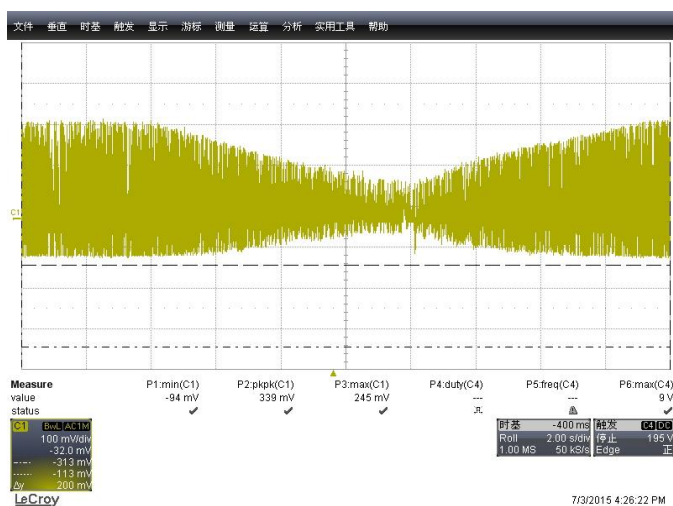 文件 垂直 时基 触发 显示 游标 测量 运算 分析 实用工具 帮助
C1
Measure P1:min(C1) P2:pkpk(C1) P3:max(C1) P4:duty(C4) P5:freq(C4) P6:max(C4)
value -94 mV 339 mV 245 mV --- --- 9 V
status
C1 BwL AC1M
100 mV/div
-32.0 mV
-313 mV
-113 mV
Δy 200 mV
时基 -400 ms
Roll 2.00 s/div
1.00 MS 50 kS/s
触发 C4 DC
停止 195 V
Edge 正
LeCroy
7/3/2015 4:26:22 PM